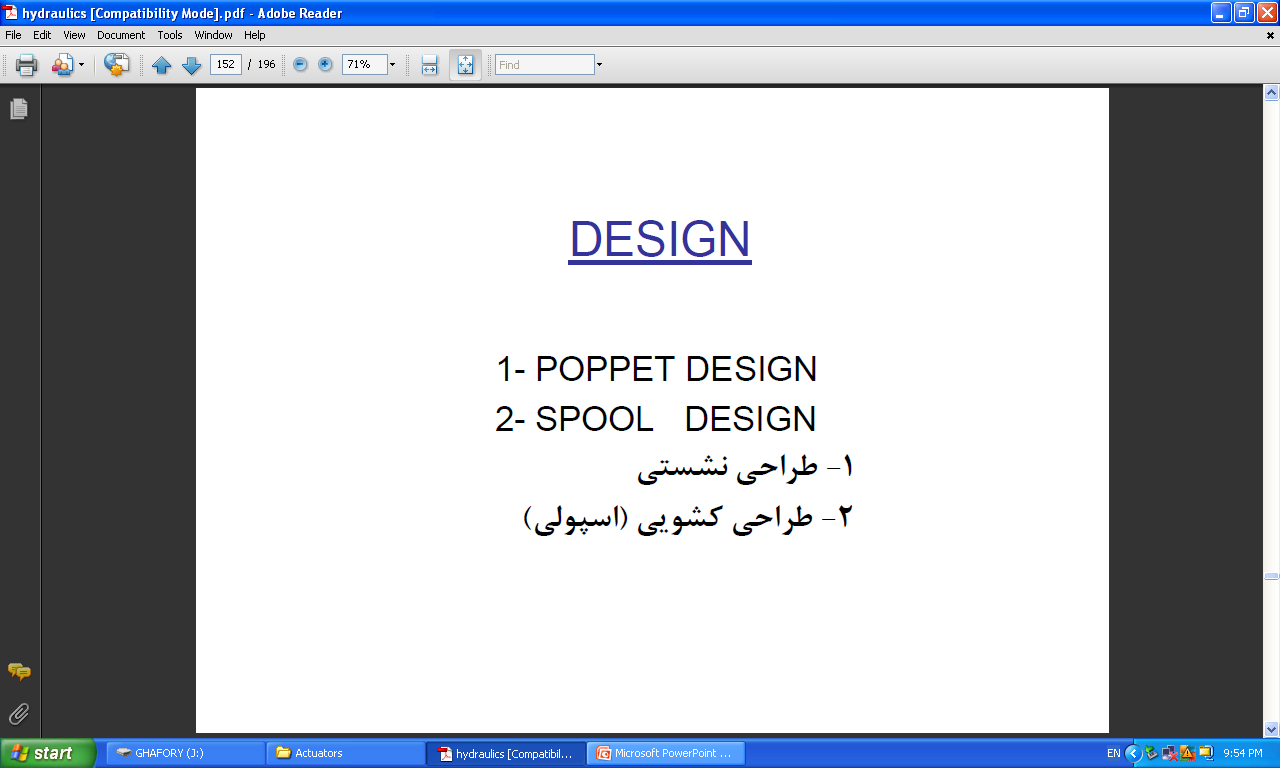 hydraulics [Compatibility Mode].pdf - Adobe Reader
File Edit View Document Tools Window Help
152 / 196 71% Find
DESIGN
1- POPPET DESIGN
2- SPOOL DESIGN
۱- طراحی نشستی
۲- طراحی کشویی (اسپولی)
start GHAFORY (J:) Actuators hydraulics [Compatibil... Microsoft PowerPoint ... EN 9:54 PM